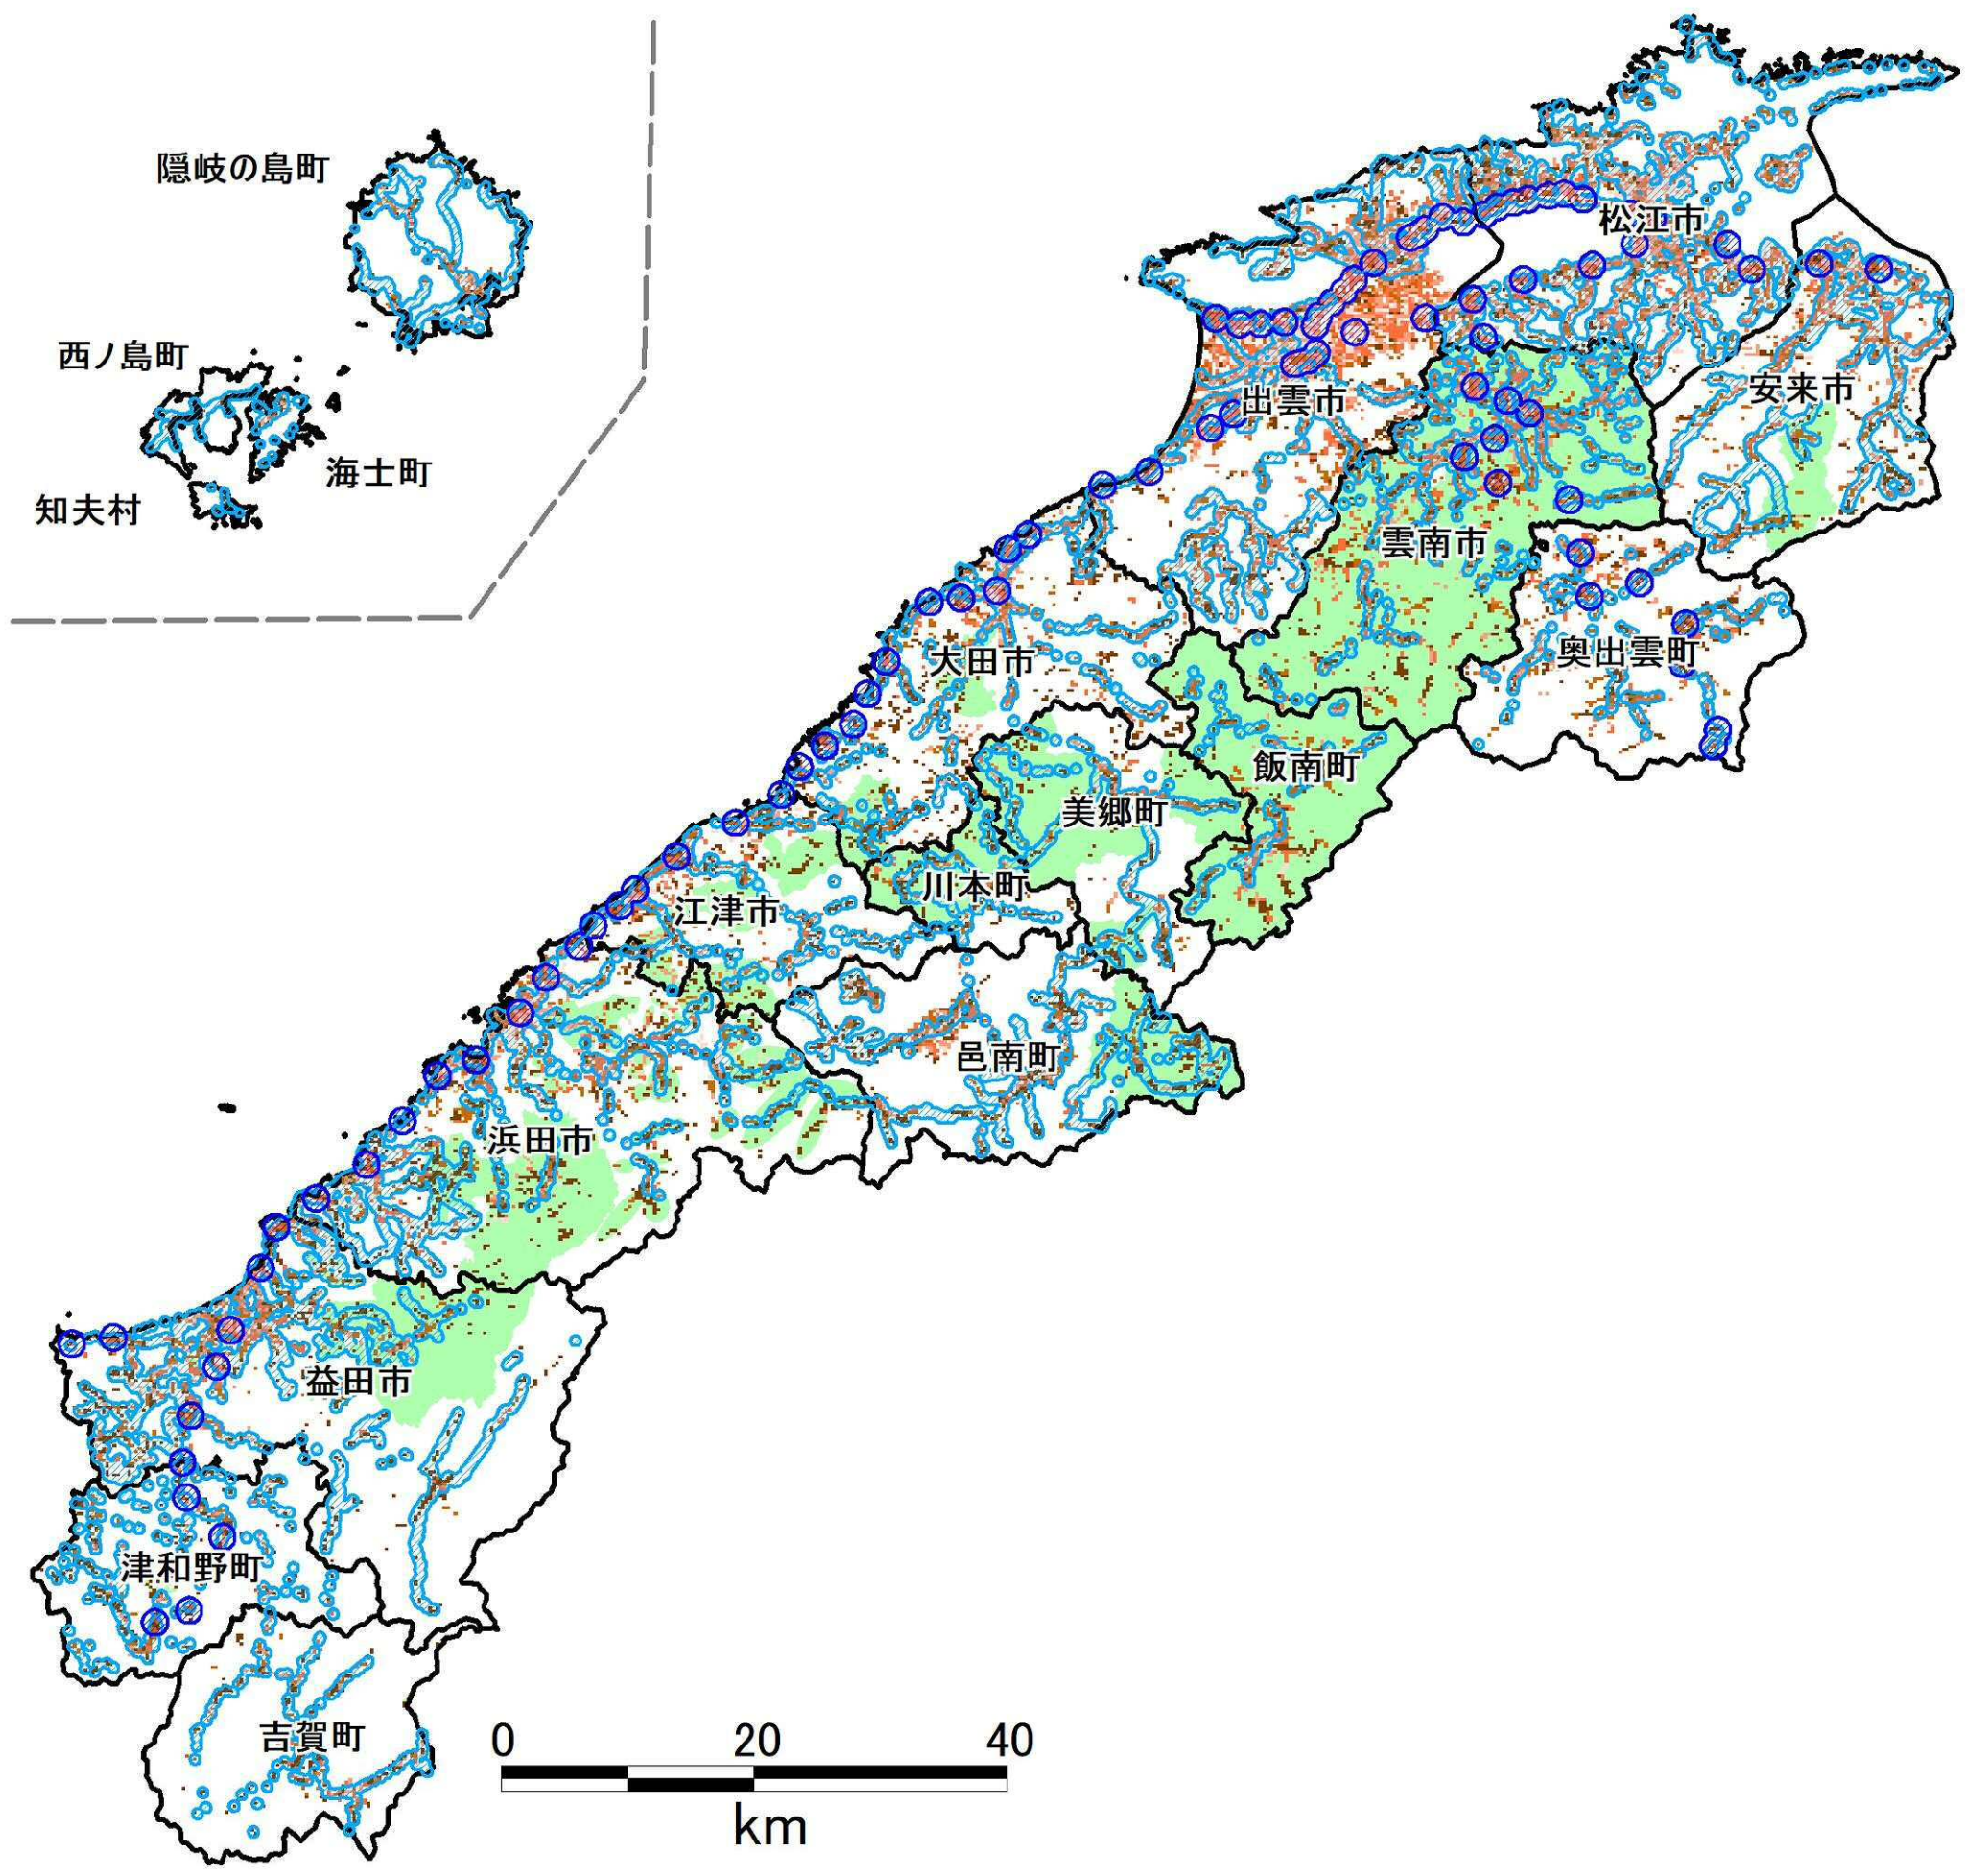 隠岐の島町
西ノ島町
海士町
知夫村
松江市
安来市
出雲市
雲南市
奥出雲町
大田市
飯南町
美郷町
川本町
江津市
邑南町
浜田市
益田市
津和野町
吉賀町
0 20 40
km